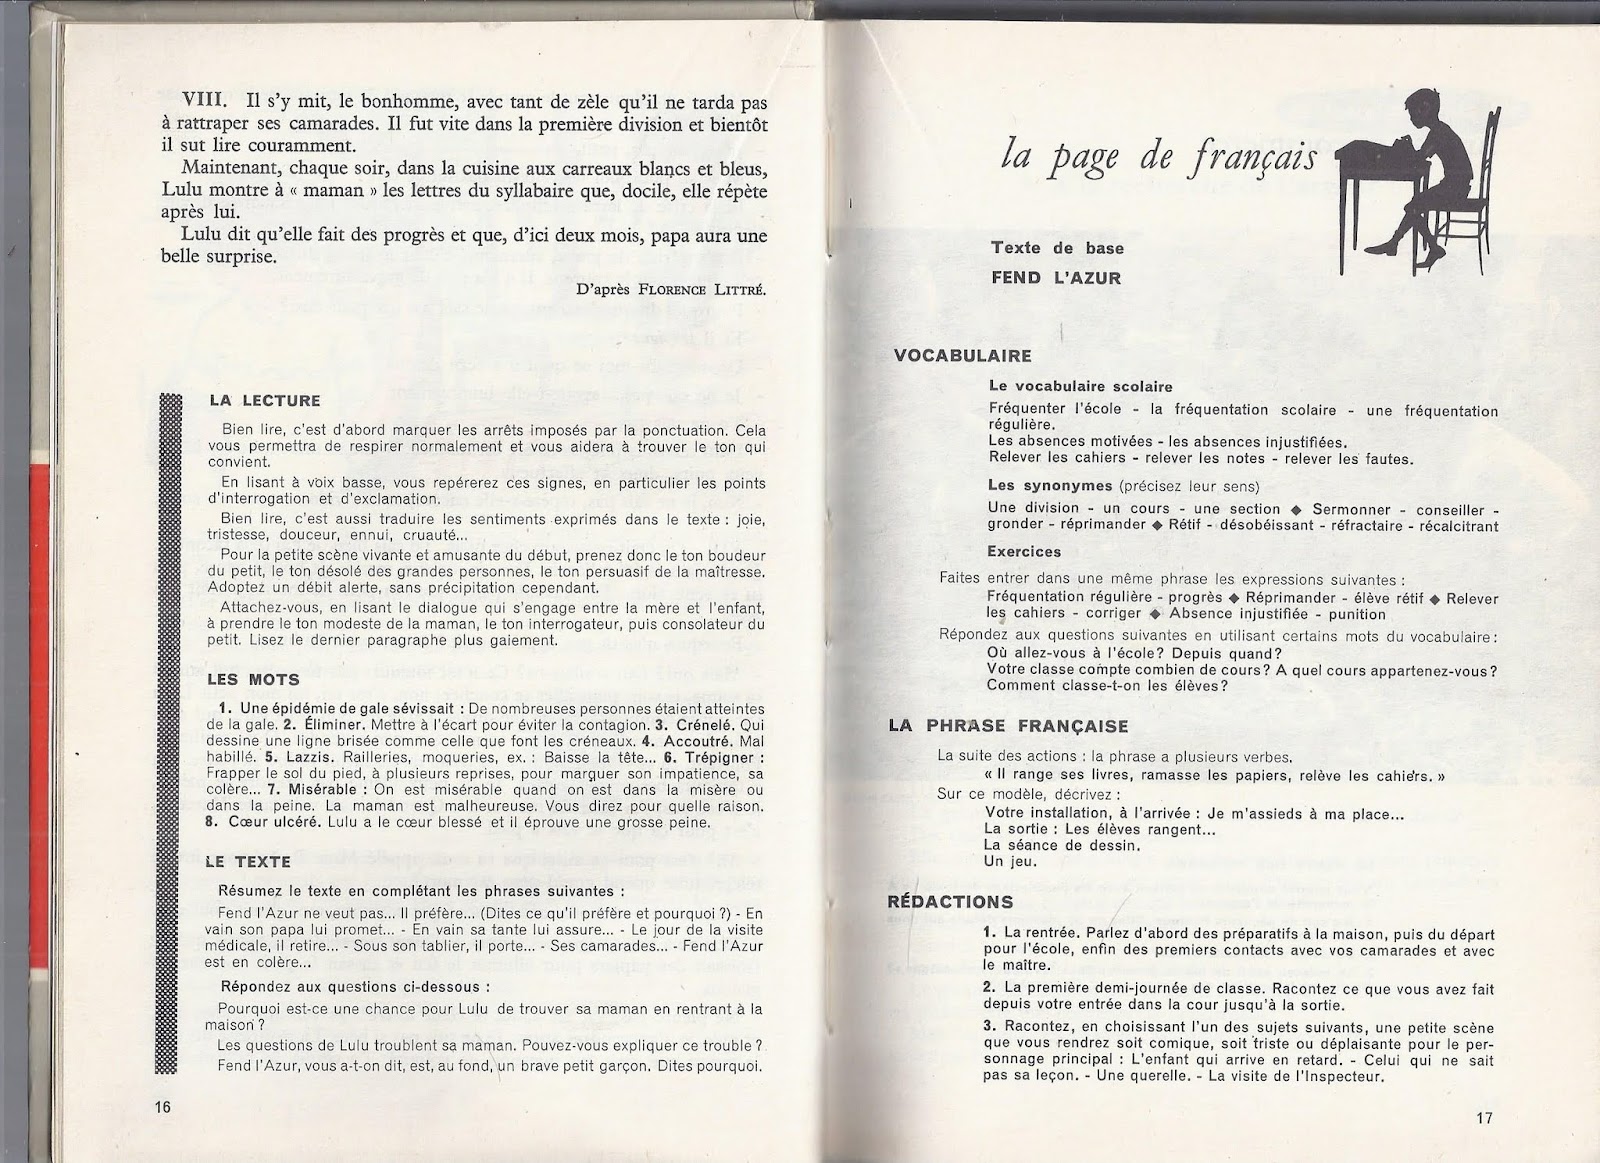 VIII. Il s'y mit, le bonhomme, avec tant de zèle qu'il ne tarda pas
à rattraper ses camarades. Il fut vite dans la première division et bientôt
il sut lire couramment.
Maintenant, chaque soir, dans la cuisine aux carreaux blancs et bleus,
Lulu montre à « maman » les lettres du syllabaire que, docile, elle répète
après lui.
Lulu dit qu'elle fait des progrès et que, d'ici deux mois, papa aura une
belle surprise.
D'après FLORENCE LITTRÉ.
LA LECTURE
Bien lire, c'est d'abord marquer les arrêts imposés par la ponctuation. Cela
vous permettra de respirer normalement et vous aidera à trouver le ton qui
convient.
En lisant à voix basse, vous repérerez ces signes, en particulier les points
d'interrogation et d'exclamation.
Bien lire, c'est aussi traduire les sentiments exprimés dans le texte : joie,
tristesse, douceur, ennui, cruauté...
Pour la petite scène vivante et amusante du début, prenez donc le ton boudeur
du petit, le ton désolé des grandes personnes, le ton persuasif de la maîtresse.
Adoptez un débit alerte, sans précipitation cependant.
Attachez-vous, en lisant le dialogue qui s'engage entre la mère et l'enfant,
à prendre le ton modeste de la maman, le ton interrogateur, puis consolateur du
petit. Lisez le dernier paragraphe plus gaiement.
LES MOTS
1. Une épidémie de gale sévissait : De nombreuses personnes étaient atteintes
de la gale. 2. Éliminer. Mettre à l'écart pour éviter la contagion. 3. Crénelé. Qui
dessine une ligne brisée comme celle que font les créneaux. 4. Accoutré. Mal
habillé. 5. Lazzis. Railleries, moqueries, ex. : Baisse la tête... 6. Trépigner :
Frapper le sol du pied, à plusieurs reprises, pour marquer son impatience, sa
colère... 7. Misérable : On est misérable quand on est dans la misère ou
dans la peine. La maman est malheureuse. Vous direz pour quelle raison.
8. Cœur ulcéré. Lulu a le cœur blessé et il éprouve une grosse peine.
LE TEXTE
Résumez le texte en complétant les phrases suivantes :
Fend l'Azur ne veut pas... Il préfère... (Dites ce qu'il préfère et pourquoi ?) - En
vain son papa lui promet... - En vain sa tante lui assure... - Le jour de la visite
médicale, il retire... - Sous son tablier, il porte... - Ses camarades... - Fend l'Azur
est en colère...
Répondez aux questions ci-dessous :
Pourquoi est-ce une chance pour Lulu de trouver sa maman en rentrant à la
maison ?
Les questions de Lulu troublent sa maman. Pouvez-vous expliquer ce trouble ?
Fend l'Azur, vous a-t-on dit, est, au fond, un brave petit garçon. Dites pourquoi.
16
la page de français
Texte de base
FEND L'AZUR
VOCABULAIRE
Le vocabulaire scolaire
Fréquenter l'école - la fréquentation scolaire - une fréquentation
régulière.
Les absences motivées - les absences injustifiées.
Relever les cahiers - relever les notes - relever les fautes.
Les synonymes (précisez leur sens)
Une division - un cours - une section ◆ Sermonner - conseiller -
gronder - réprimander ◆ Rétif - désobéissant - réfractaire - récalcitrant
Exercices
Faites entrer dans une même phrase les expressions suivantes :
Fréquentation régulière - progrès ◆ Réprimander - élève rétif ◆ Relever
les cahiers - corriger ◆ Absence injustifiée - punition
Répondez aux questions suivantes en utilisant certains mots du vocabulaire :
Où allez-vous à l'école? Depuis quand?
Votre classe compte combien de cours? A quel cours appartenez-vous?
Comment classe-t-on les élèves?
LA PHRASE FRANÇAISE
La suite des actions : la phrase a plusieurs verbes.
« Il range ses livres, ramasse les papiers, relève les cahiers. »
Sur ce modèle, décrivez :
Votre installation, à l'arrivée : Je m'assieds à ma place...
La sortie : Les élèves rangent...
La séance de dessin.
Un jeu.
RÉDACTIONS
1. La rentrée. Parlez d'abord des préparatifs à la maison, puis du départ
pour l'école, enfin des premiers contacts avec vos camarades et avec
le maître.
2. La première demi-journée de classe. Racontez ce que vous avez fait
depuis votre entrée dans la cour jusqu'à la sortie.
3. Racontez, en choisissant l'un des sujets suivants, une petite scène
que vous rendrez soit comique, soit triste ou déplaisante pour le per-
sonnage principal : L'enfant qui arrive en retard. - Celui qui ne sait
pas sa leçon. - Une querelle. - La visite de l'Inspecteur.
17